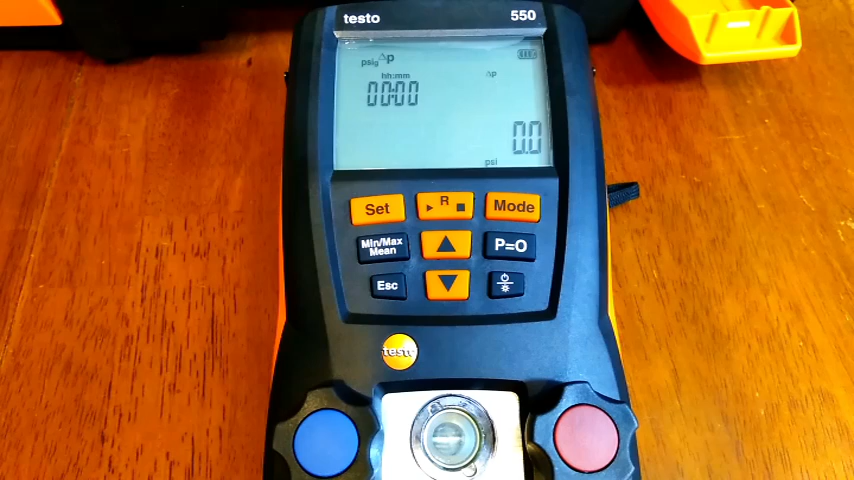 testo 550
psig Δp
hh:mm Δp
00:00
0.0
psi
Set ▶ R ■ Mode
Min/Max
Mean
▲ P=O
Esc ▼
testo